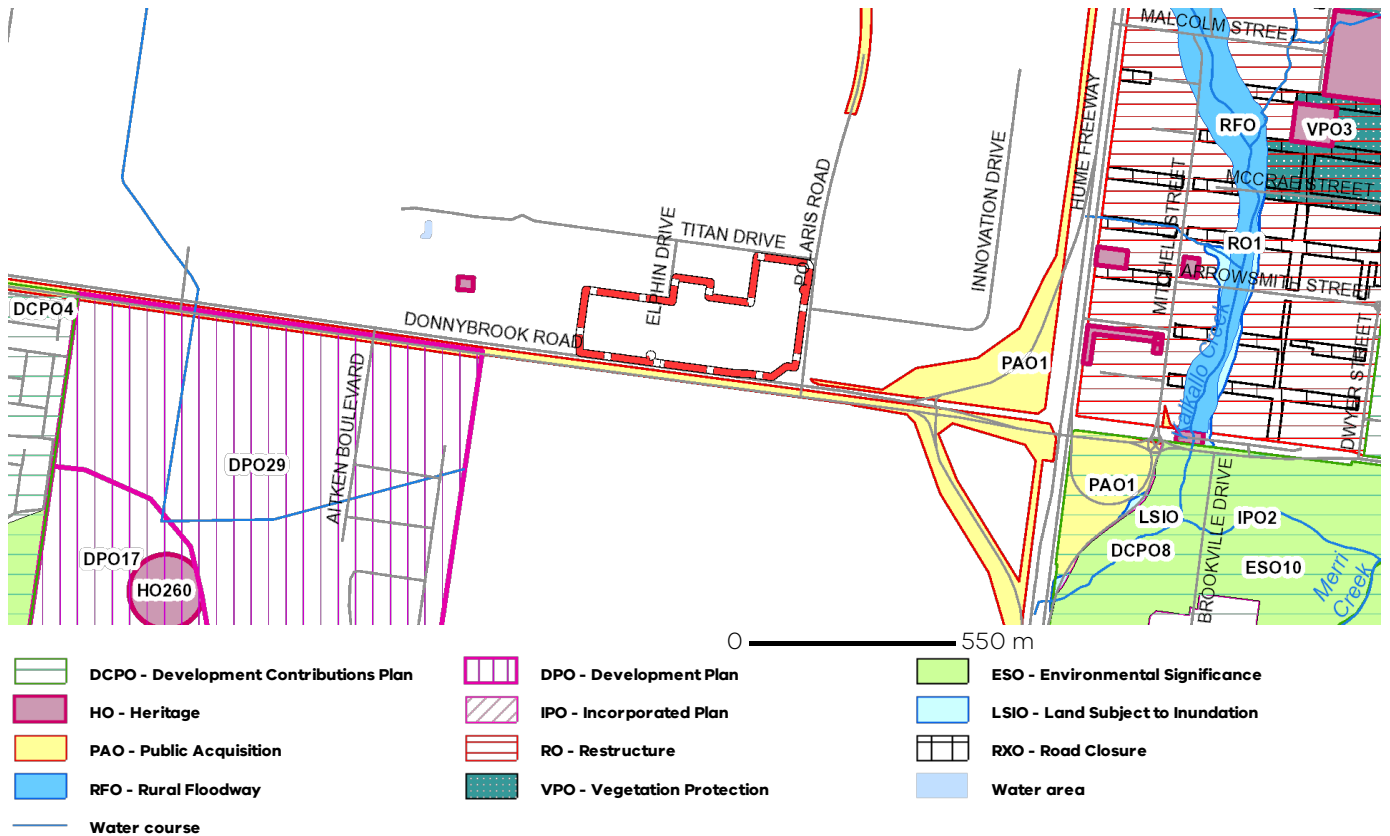 MALCOLM STREET
HUME FREEWAY
RFO
VPO3
MCCRAE STREET
POLARIS ROAD
INNOVATION DRIVE
MITCHELL STREET
ELPHIN DRIVE
TITAN DRIVE
RO1
ARROWSMITH STREET
DCPO4
DONNYBROOK ROAD
Kalkallo Creek
PAO1
DWYER STREET
AITKEN BOULEVARD
DPO29
PAO1
LSIO
IPO2
BROOKVILLE DRIVE
DCPO8
ESO10
DPO17
HO260
Merri
Creek
0 550 m
DCPO - Development Contributions Plan
DPO - Development Plan
ESO - Environmental Significance
HO - Heritage
IPO - Incorporated Plan
LSIO - Land Subject to Inundation
PAO - Public Acquisition
RO - Restructure
RXO - Road Closure
RFO - Rural Floodway
VPO - Vegetation Protection
Water area
Water course